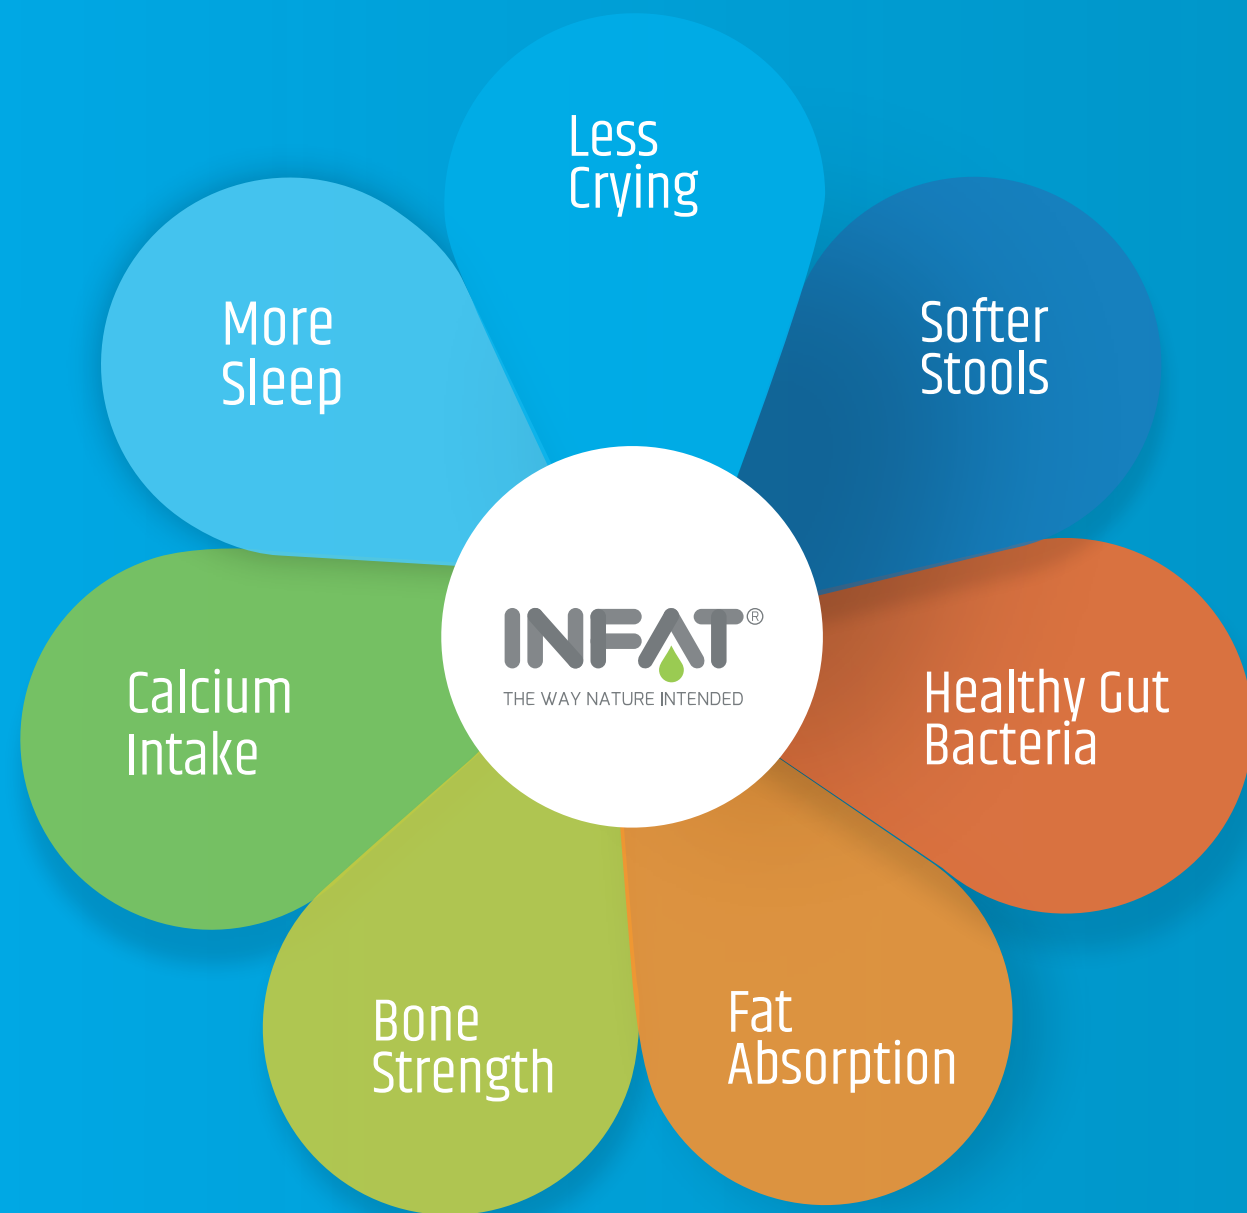 Less
Crying
More
Sleep
Softer
Stools
INFAT®
THE WAY NATURE INTENDED
Calcium
Intake
Healthy Gut
Bacteria
Bone
Strength
Fat
Absorption